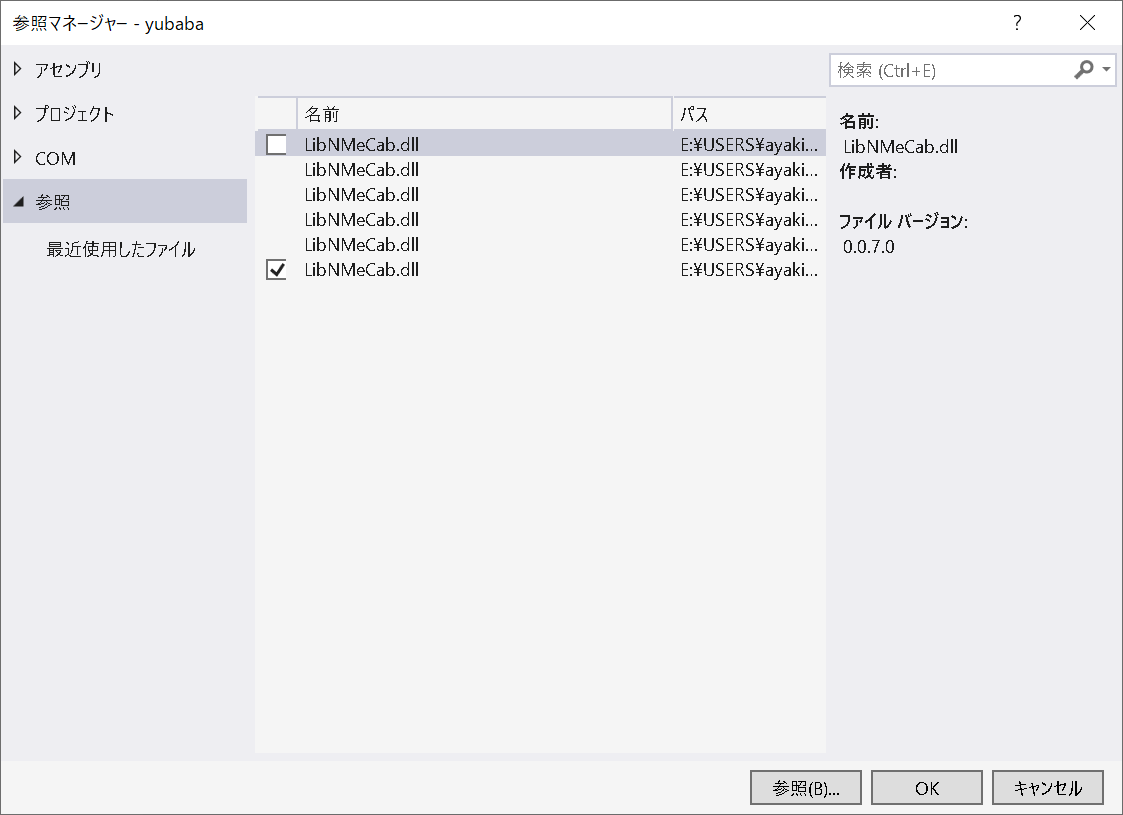 参照マネージャー - yubaba
?
アセンブリ
プロジェクト
COM
参照
最近使用したファイル
名前 パス
LibNMeCab.dll E:¥USERS¥ayaki...
LibNMeCab.dll E:¥USERS¥ayaki...
LibNMeCab.dll E:¥USERS¥ayaki...
LibNMeCab.dll E:¥USERS¥ayaki...
LibNMeCab.dll E:¥USERS¥ayaki...
LibNMeCab.dll E:¥USERS¥ayaki...
検索 (Ctrl+E)
名前:
LibNMeCab.dll
作成者:
ファイル バージョン:
0.0.7.0
参照(B)... OK キャンセル